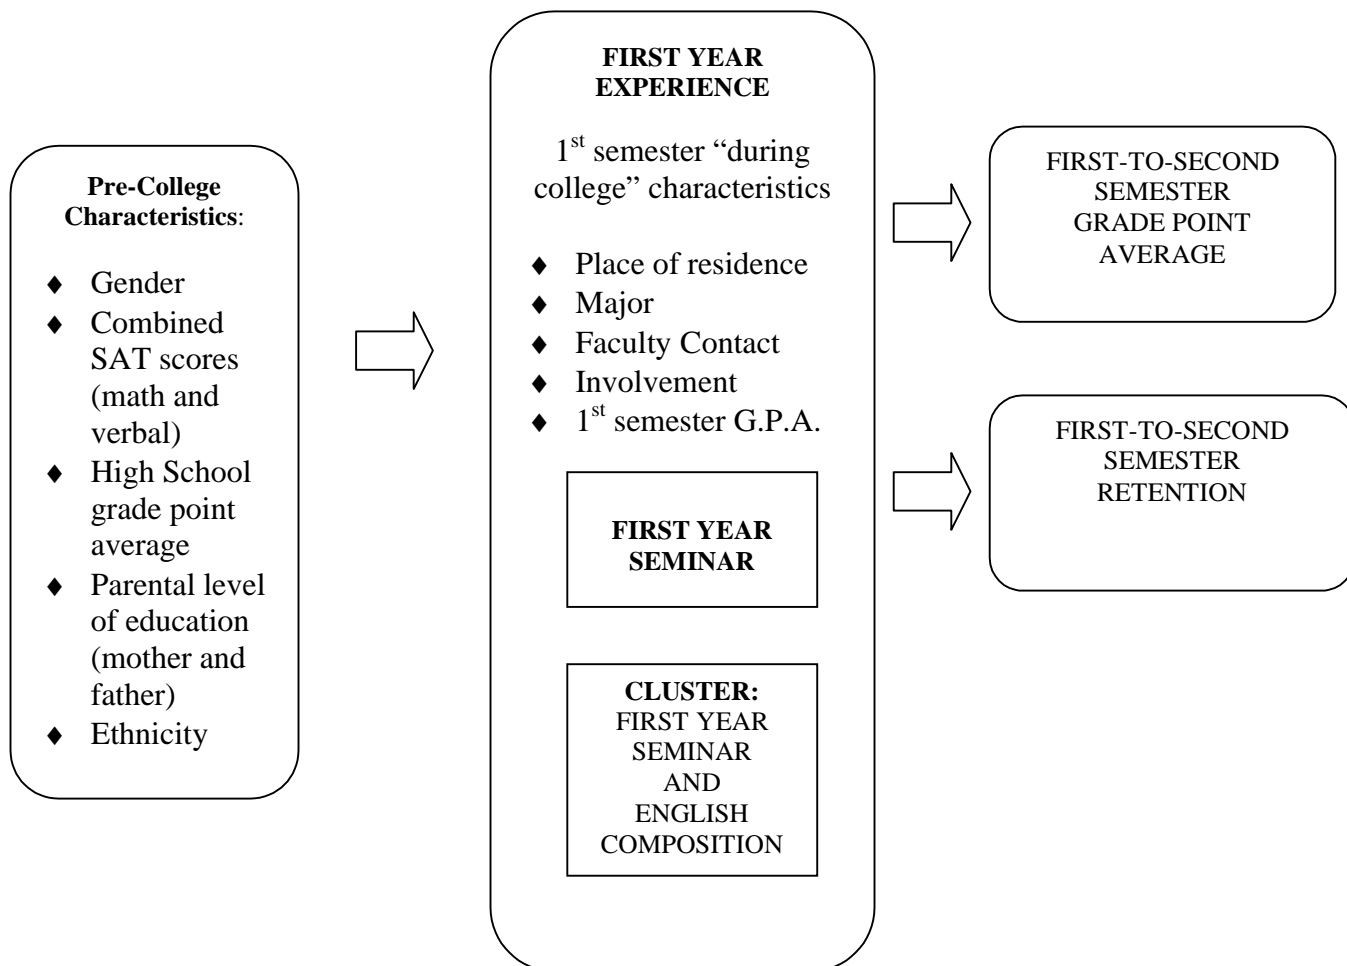 Pre-College
Characteristics:
♦ Gender
♦ Combined
SAT scores
(math and
verbal)
♦ High School
grade point
average
♦ Parental level
of education
(mother and
father)
♦ Ethnicity
FIRST YEAR
EXPERIENCE
1st semester “during
college” characteristics
♦ Place of residence
♦ Major
♦ Faculty Contact
♦ Involvement
♦ 1st semester G.P.A.
FIRST YEAR
SEMINAR
CLUSTER:
FIRST YEAR
SEMINAR
AND
ENGLISH
COMPOSITION
FIRST-TO-SECOND
SEMESTER
GRADE POINT
AVERAGE
FIRST-TO-SECOND
SEMESTER
RETENTION